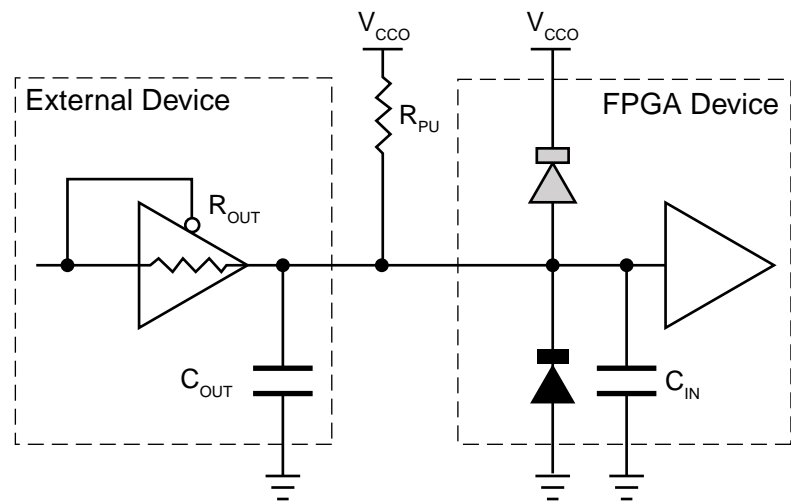 V_CCO
V_CCO
External Device
FPGA Device
R_PU
R_OUT
C_OUT
C_IN